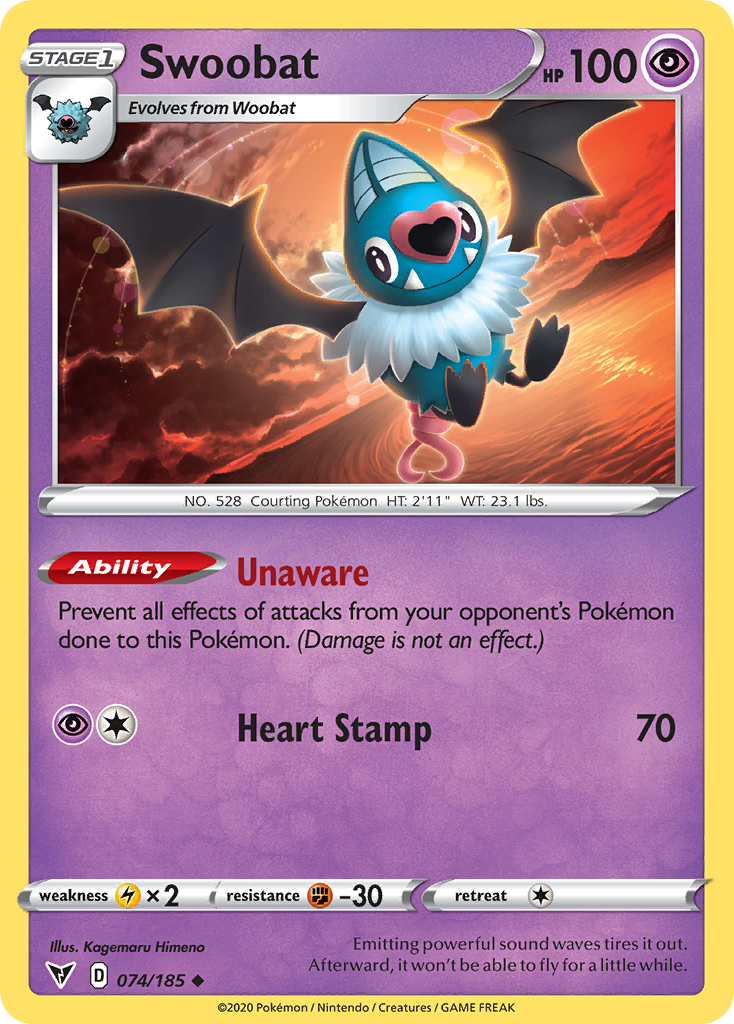 STAGE1
Swoobat
HP 100
Evolves from Woobat
NO. 528 Courting Pokémon HT: 2'11" WT: 23.1 lbs.
Ability Unaware
Prevent all effects of attacks from your opponent's Pokémon
done to this Pokémon. (Damage is not an effect.)
Heart Stamp 70
weakness ×2 resistance -30 retreat
Illus. Kagemaru Himeno
Emitting powerful sound waves tires it out.
Afterward, it won't be able to fly for a little while.
D 074/185
©2020 Pokémon / Nintendo / Creatures / GAME FREAK